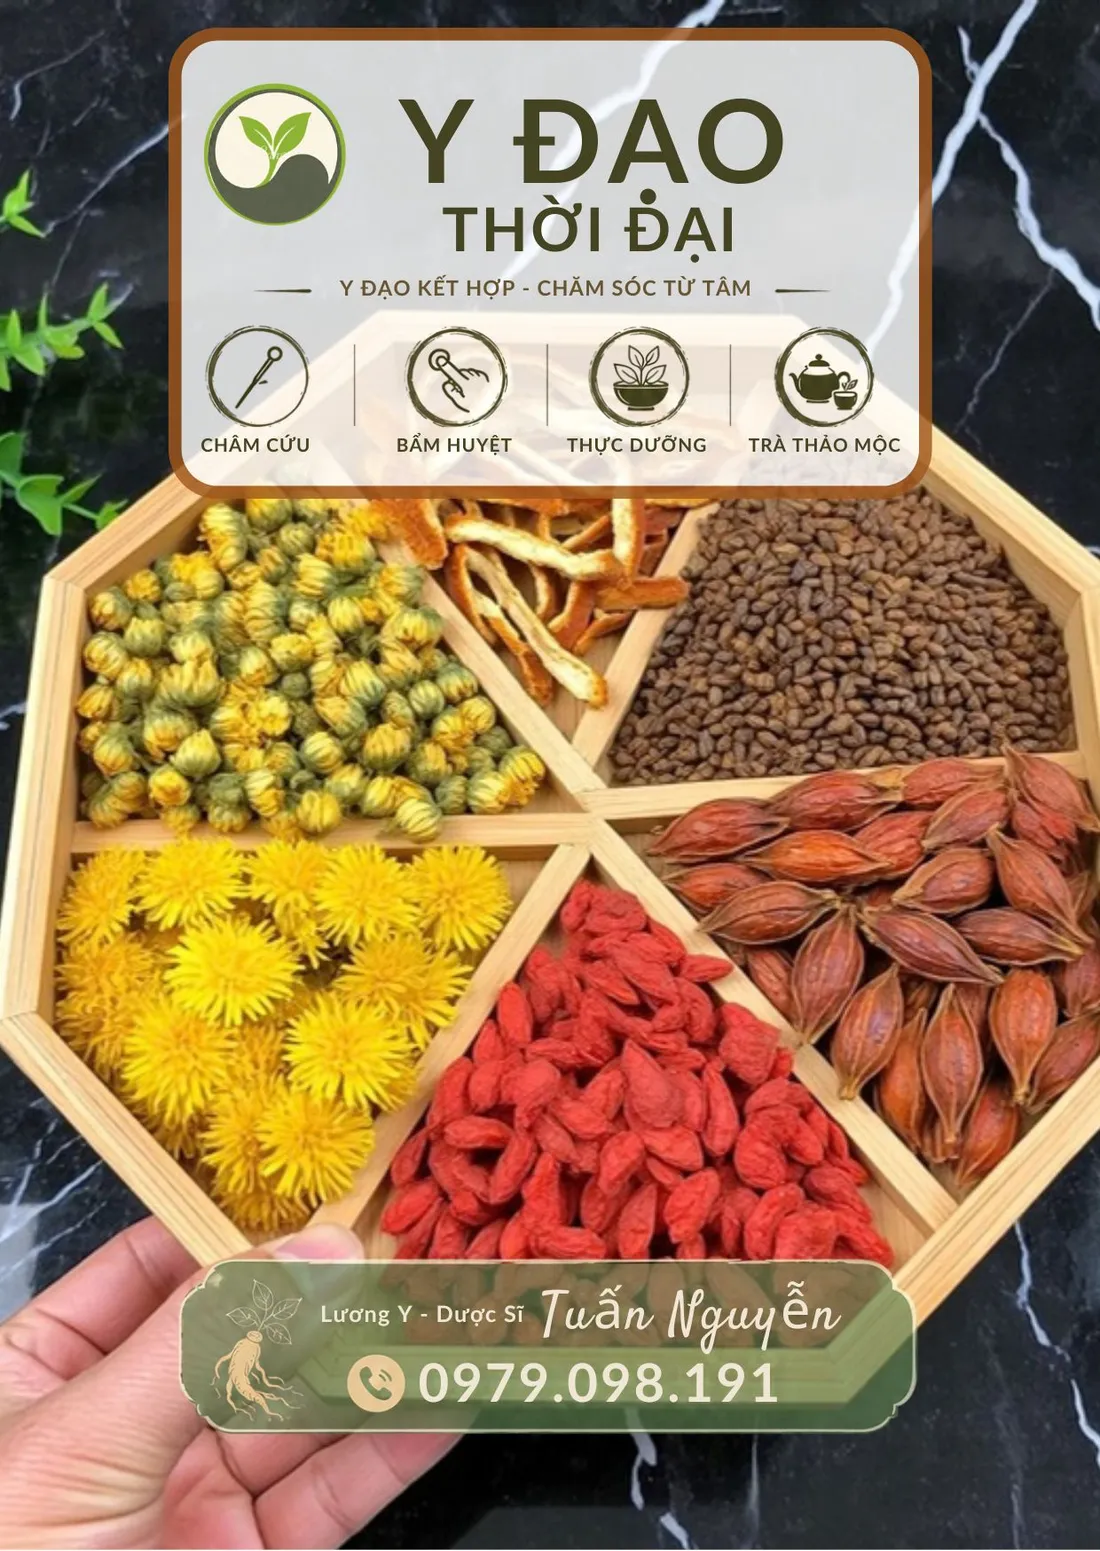 Y ĐẠO
THỜI ĐẠI
Y ĐẠO KẾT HỢP - CHĂM SÓC TỪ TÂM
CHÂM CỨU
BẤM HUYỆT
THỰC DƯỠNG
TRÀ THẢO MỘC
Lương Y - Dược Sĩ Tuấn Nguyễn
0979.098.191